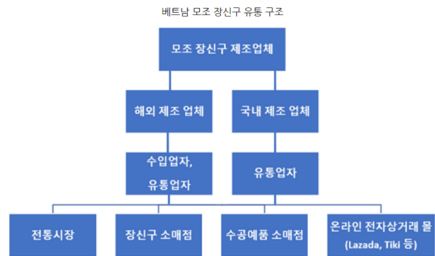 베트남 모조 장신구 유통 구조
모조 장신구 제조업체
해외 제조 업체
국내 제조 업체
수입업자,
유통업자
유통업자
전통시장
장신구 소매점
수공예품 소매점
온라인 전자상거래 몰
(Lazada, Tiki 등)